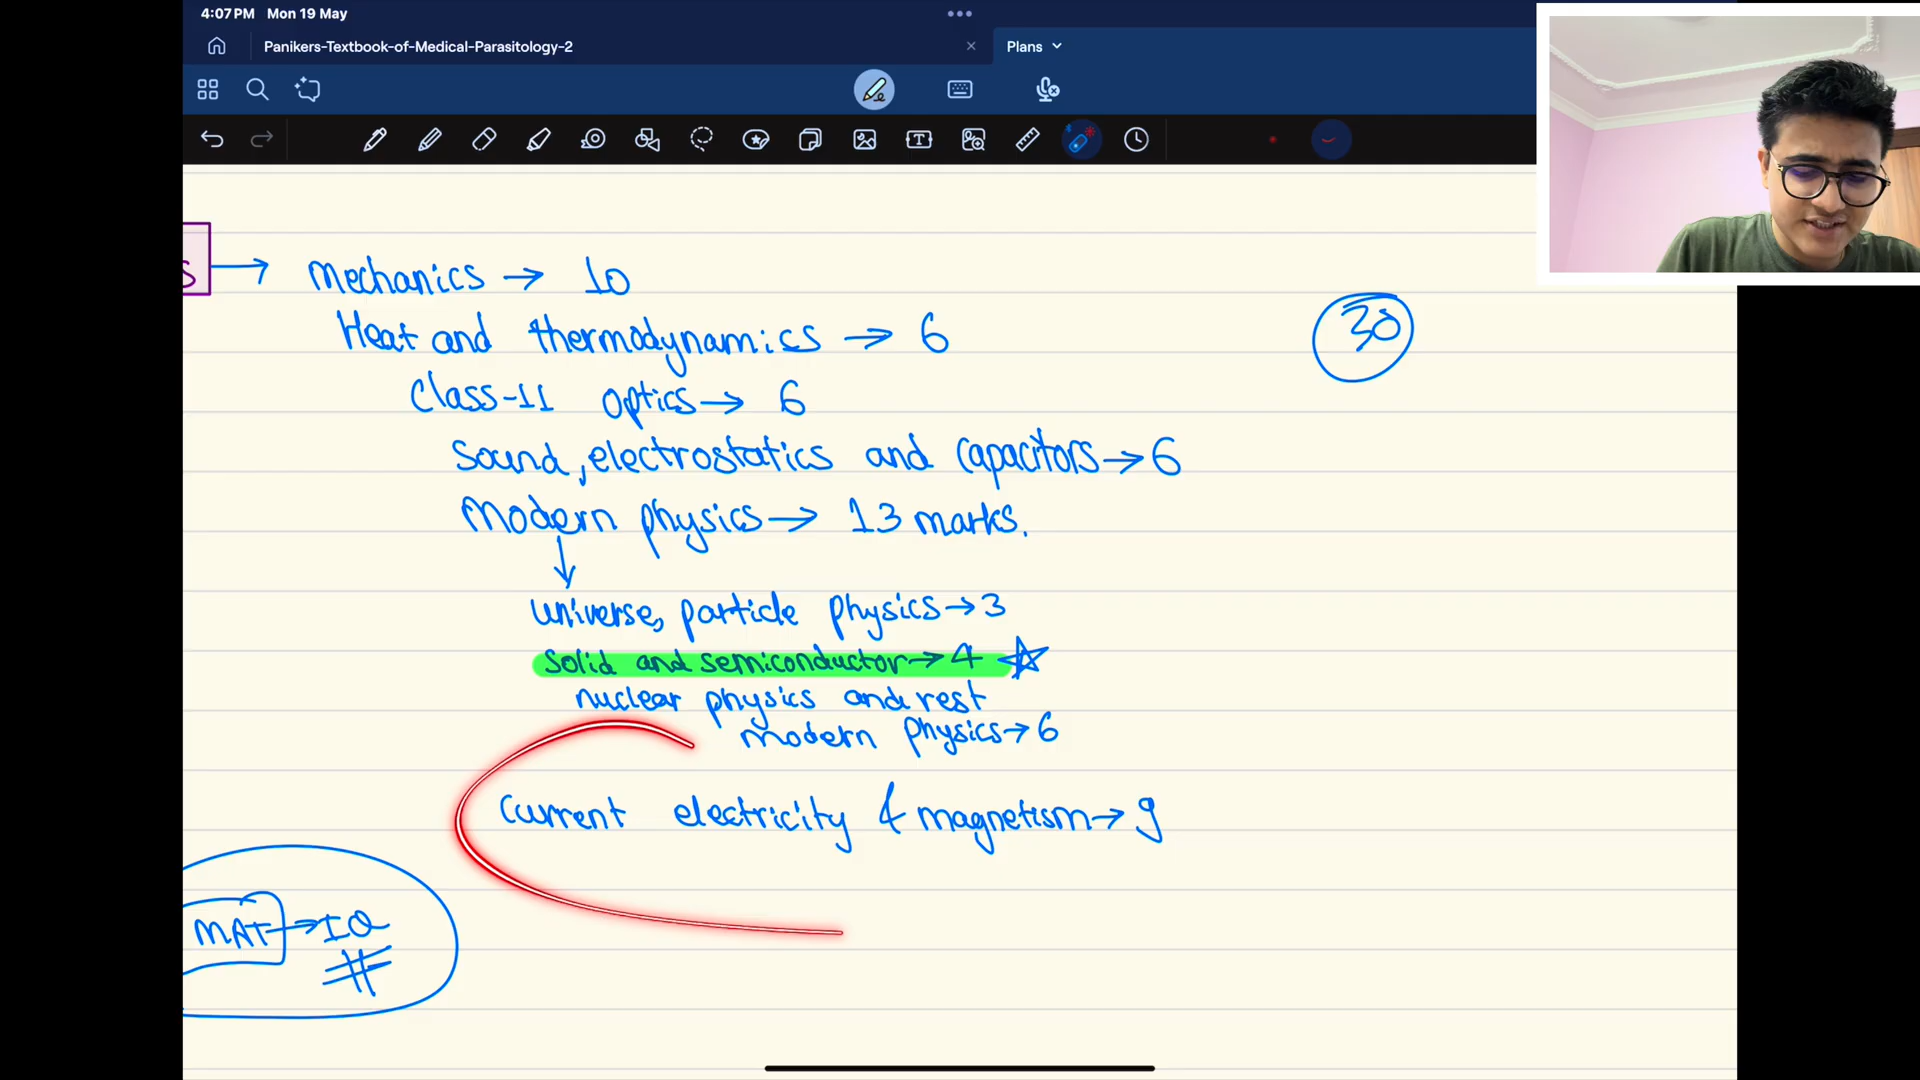 4:07 PM Mon 19 May
Panikers-Textbook-of-Medical-Parasitology-2
Plans
s → Mechanics → 10
30
Heat and thermodynamics → 6
Class-11 optics → 6
Sound, electrostatics and capacitors → 6
Modern physics → 13 marks.
universe, particle physics → 3
solid and semiconductor → 4
nuclear physics and rest
modern physics → 6
Current electricity & magnetism → 9
MAT → IQ